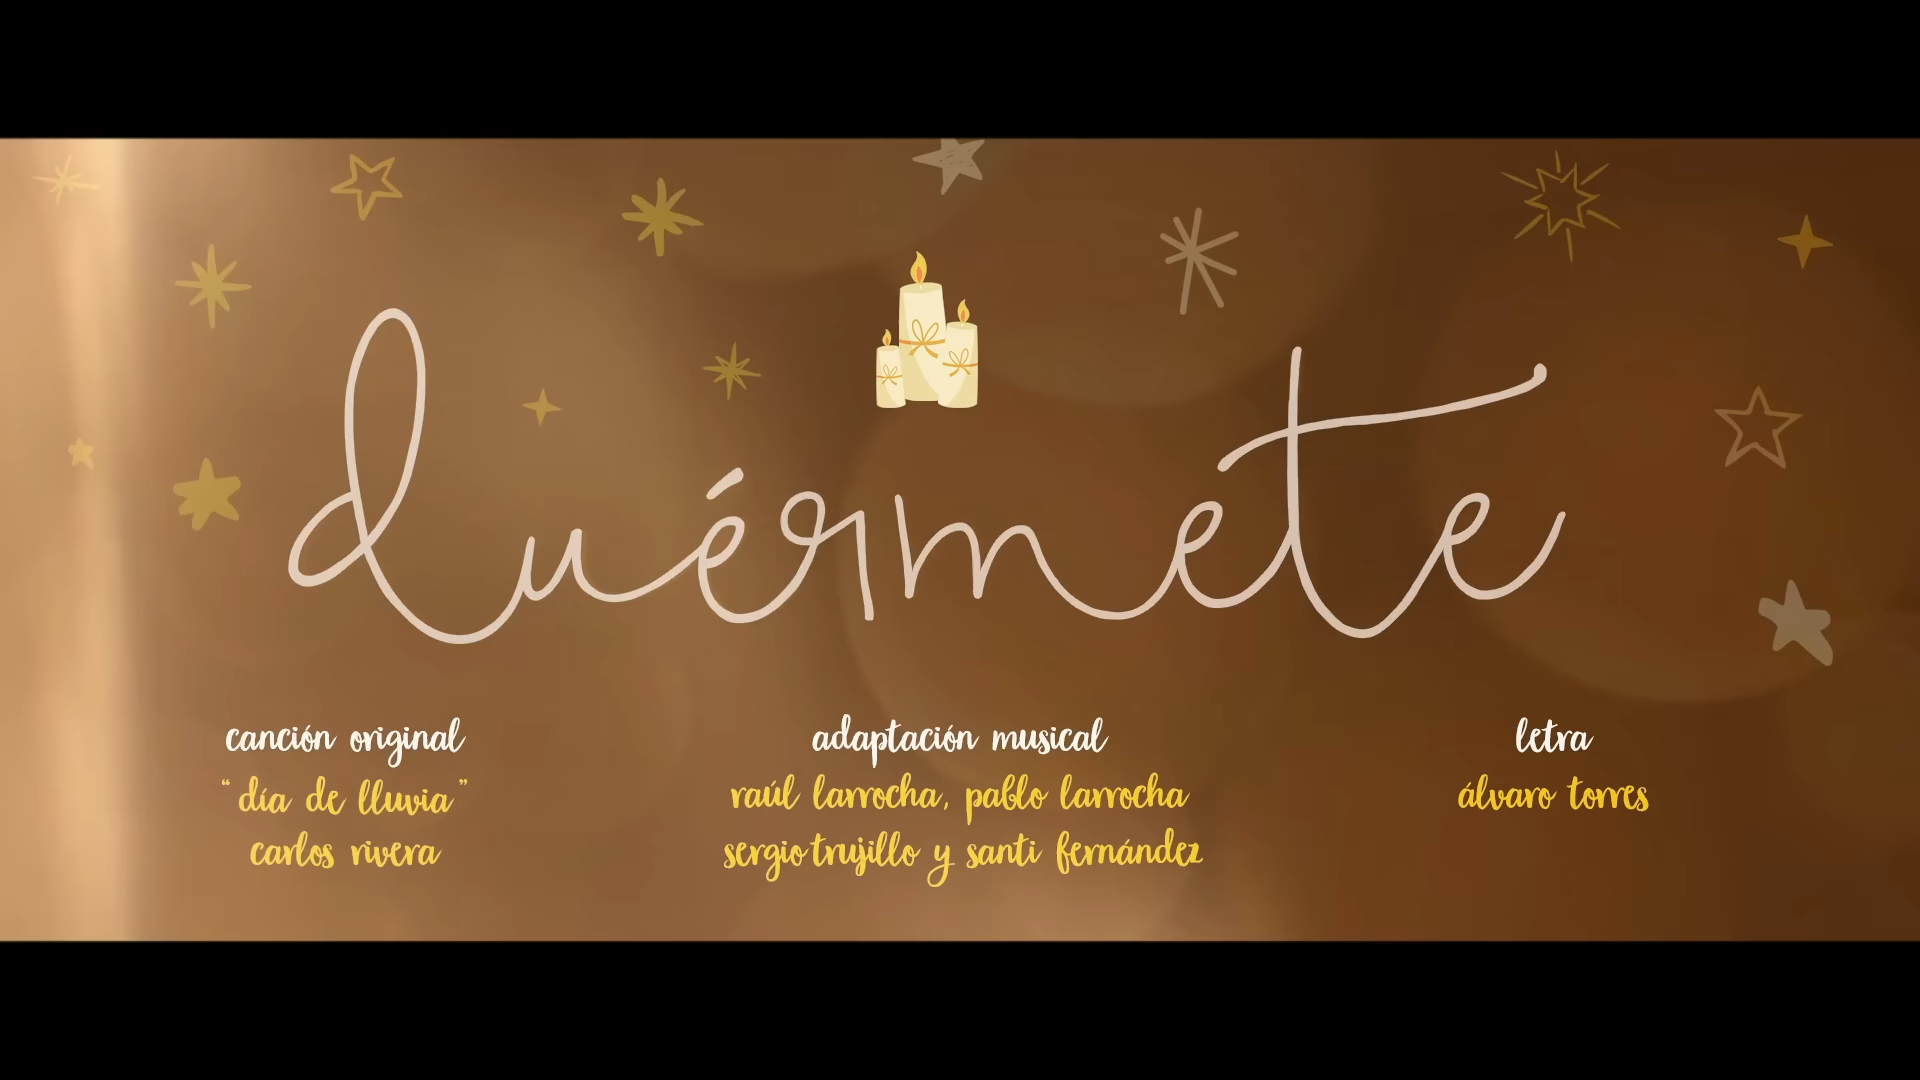 duérmete
canción original
"día de lluvia"
carlos rivera
adaptación musical
raúl larrocha, pablo larrocha
sergio trujillo y santi fernández
letra
álvaro torres